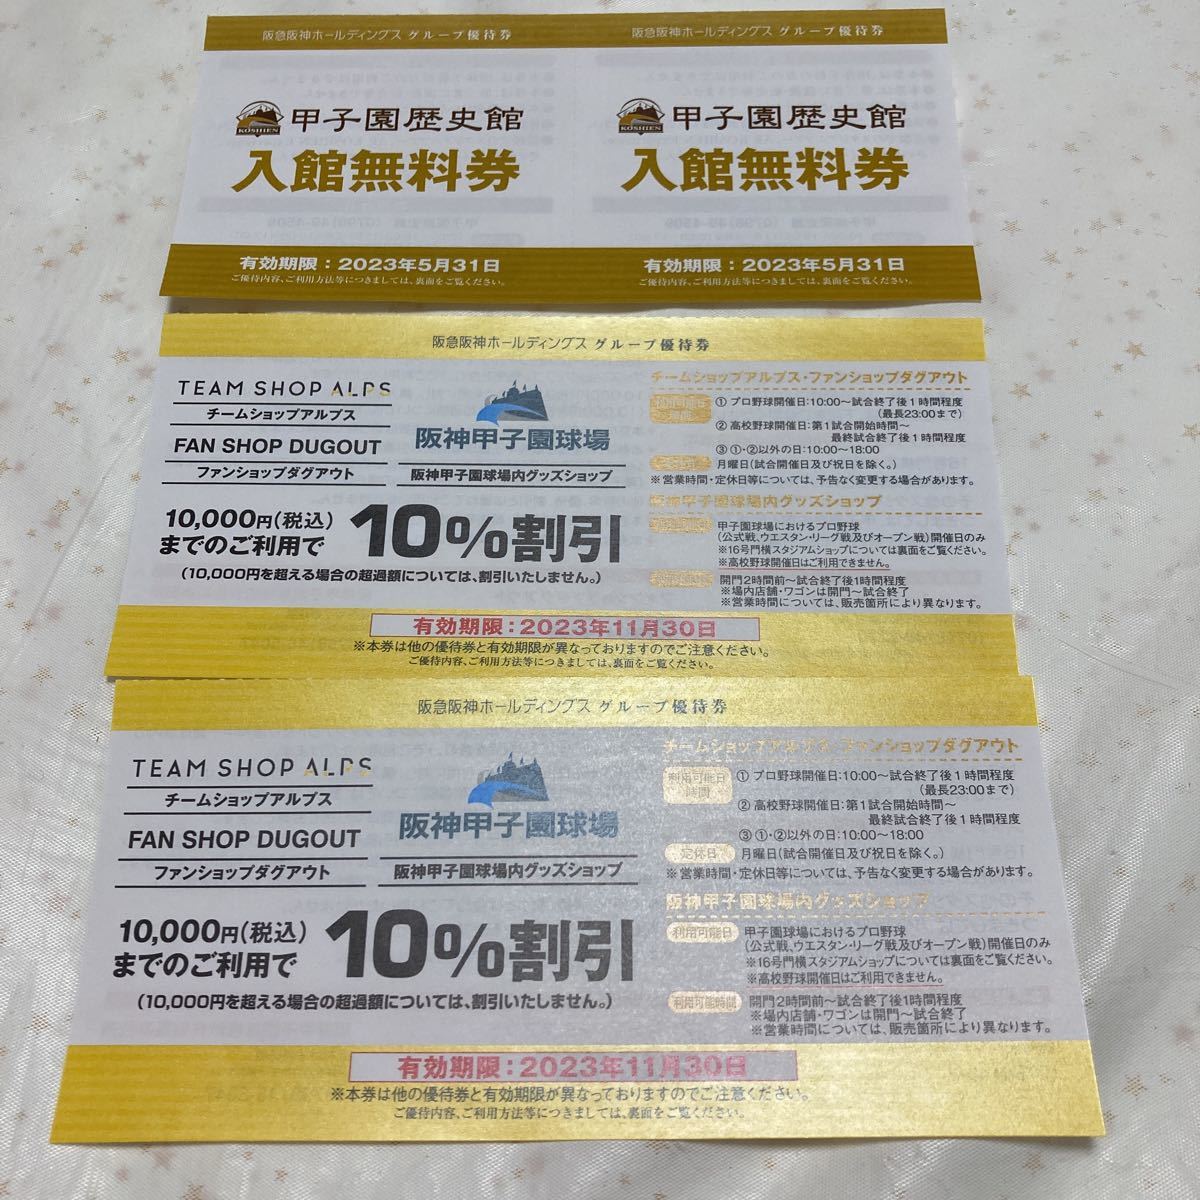 阪急阪神ホールディングス グループ優待券
KOSHIEN
甲子園歴史館
入館無料券
有効期限：2023年5月31日
ご優待内容、ご利用方法等につきましては、裏面をご覧ください。
阪急阪神ホールディングス グループ優待券
KOSHIEN
甲子園歴史館
入館無料券
有効期限：2023年5月31日
ご優待内容、ご利用方法等につきましては、裏面をご覧ください。
阪急阪神ホールディングス グループ優待券
TEAM SHOP ALPS
チームショップアルプス
FAN SHOP DUGOUT
ファンショップダグアウト
阪神甲子園球場
阪神甲子園球場内グッズショップ
10,000円(税込)
までのご利用で
10%割引
(10,000円を超える場合の超過額については、割引いたしません。)
チームショップアルプス・ファンショップダグアウト
① プロ野球開催日:10:00〜試合終了後1時間程度
(最長23:00まで)
② 高校野球開催日:第1試合開始時間〜
最終試合終了後1時間程度
③ ①・②以外の日:10:00〜18:00
月曜日(試合開催日及び祝日を除く。)
※営業時間・定休日等については、予告なく変更する場合があります。
阪神甲子園球場内グッズショップ
甲子園球場におけるプロ野球
(公式戦、ウエスタン・リーグ戦及びオープン戦)開催日のみ
※16号門横スタジアムショップについては裏面をご覧ください。
※高校野球開催日はご利用できません。
開門2時間前〜試合終了後1時間程度
※場内店舗・ワゴンは開門〜試合終了
※営業時間については、販売箇所により異なります。
有効期限：2023年11月30日
※本券は他の優待券と有効期限が異なっておりますのでご注意ください。
ご優待内容、ご利用方法等につきましては、裏面をご覧ください。
阪急阪神ホールディングス グループ優待券
TEAM SHOP ALPS
チームショップアルプス
FAN SHOP DUGOUT
ファンショップダグアウト
阪神甲子園球場
阪神甲子園球場内グッズショップ
10,000円(税込)
までのご利用で
10%割引
(10,000円を超える場合の超過額については、割引いたしません。)
チームショップアルプス・ファンショップダグアウト
利用可能日
時間
① プロ野球開催日:10:00〜試合終了後1時間程度
(最長23:00まで)
② 高校野球開催日:第1試合開始時間〜
最終試合終了後1時間程度
③ ①・②以外の日:10:00〜18:00
定休日 月曜日(試合開催日及び祝日を除く。)
※営業時間・定休日等については、予告なく変更する場合があります。
阪神甲子園球場内グッズショップ
利用可能日 甲子園球場におけるプロ野球
(公式戦、ウエスタン・リーグ戦及びオープン戦)開催日のみ
※16号門横スタジアムショップについては裏面をご覧ください。
※高校野球開催日はご利用できません。
利用可能時間 開門2時間前〜試合終了後1時間程度
※場内店舗・ワゴンは開門〜試合終了
※営業時間については、販売箇所により異なります。
有効期限：2023年11月30日
※本券は他の優待券と有効期限が異なっておりますのでご注意ください。
ご優待内容、ご利用方法等につきましては、裏面をご覧ください。